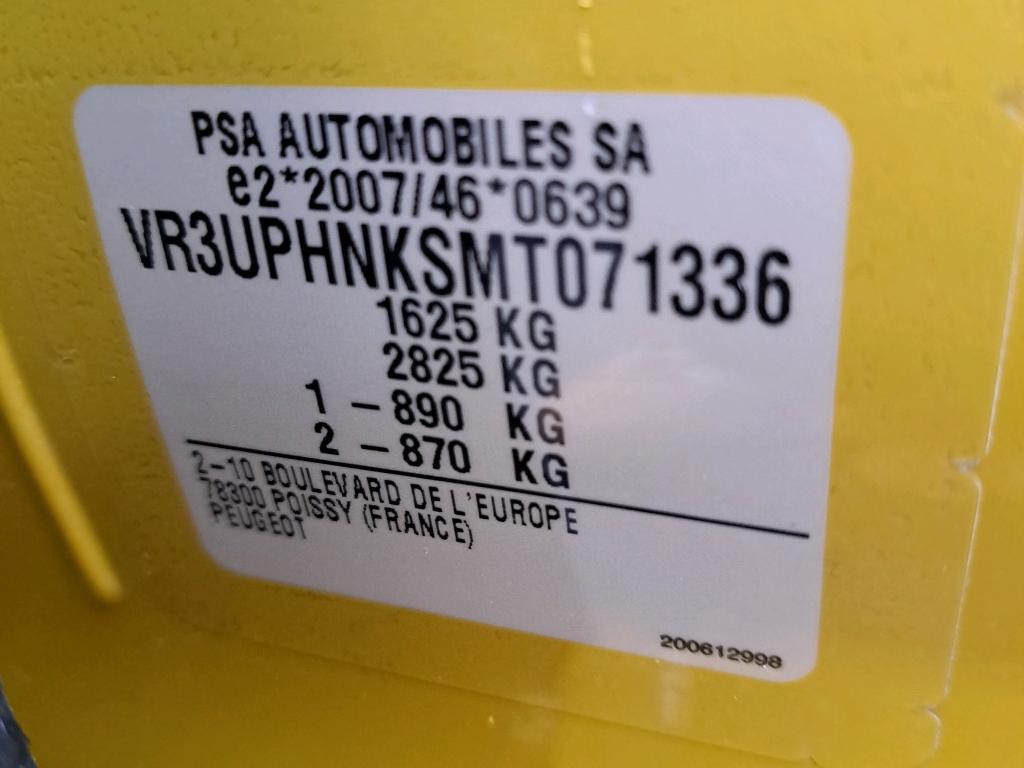 PSA AUTOMOBILES SA
e2*2007/46*0639
VR3UPHNKSMT071336
1625 KG
2825 KG
1 - 890 KG
2 - 870 KG
2-10 BOULEVARD DE L'EUROPE
78300 POISSY (FRANCE)
PEUGEOT
200612998